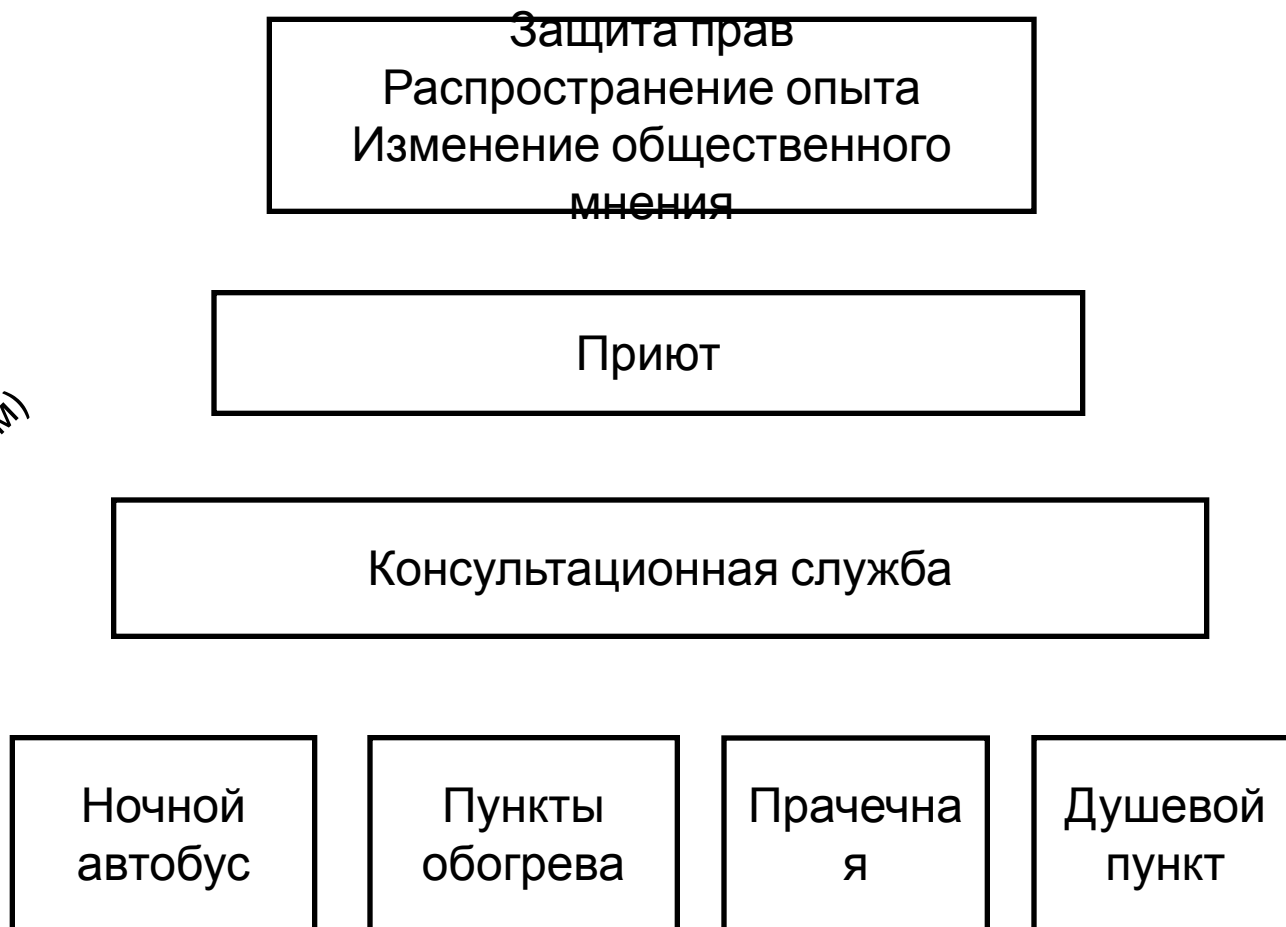 Защита прав
Распространение опыта
Изменение общественного
мнения
Приют
м)
Консультационная служба
Ночной
автобус
Пункты
обогрева
Прачечна
я
Душевой
пункт